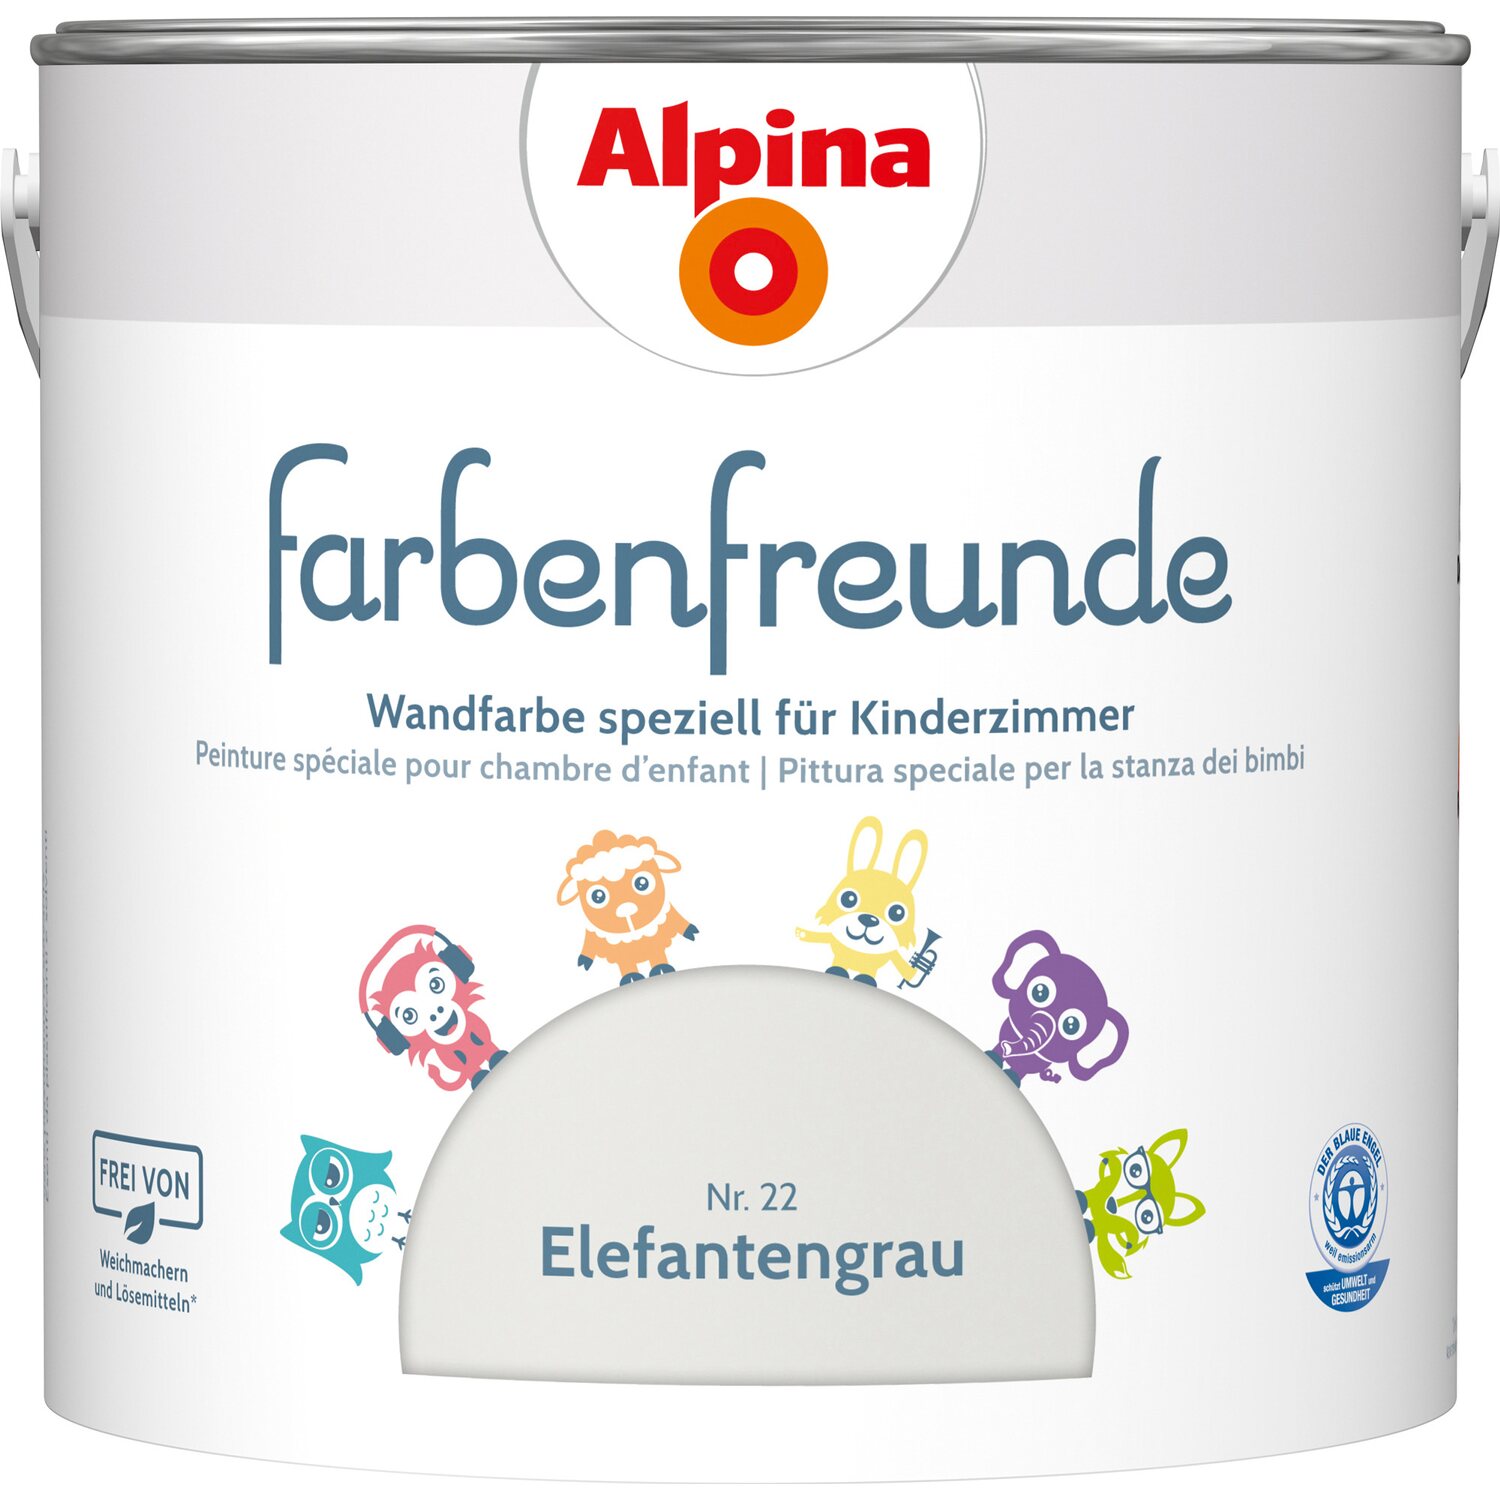 Alpina
farbenfreunde
Wandfarbe speziell für Kinderzimmer
Peinture spéciale pour chambre d'enfant | Pittura speciale per la stanza dei bimbi
Nr. 22
Elefantengrau
FREI VON
Weichmachern
und Lösemitteln*
DER BLAUE ENGEL
weil emissionsarm
schützt UMWELT und
GESUNDHEIT